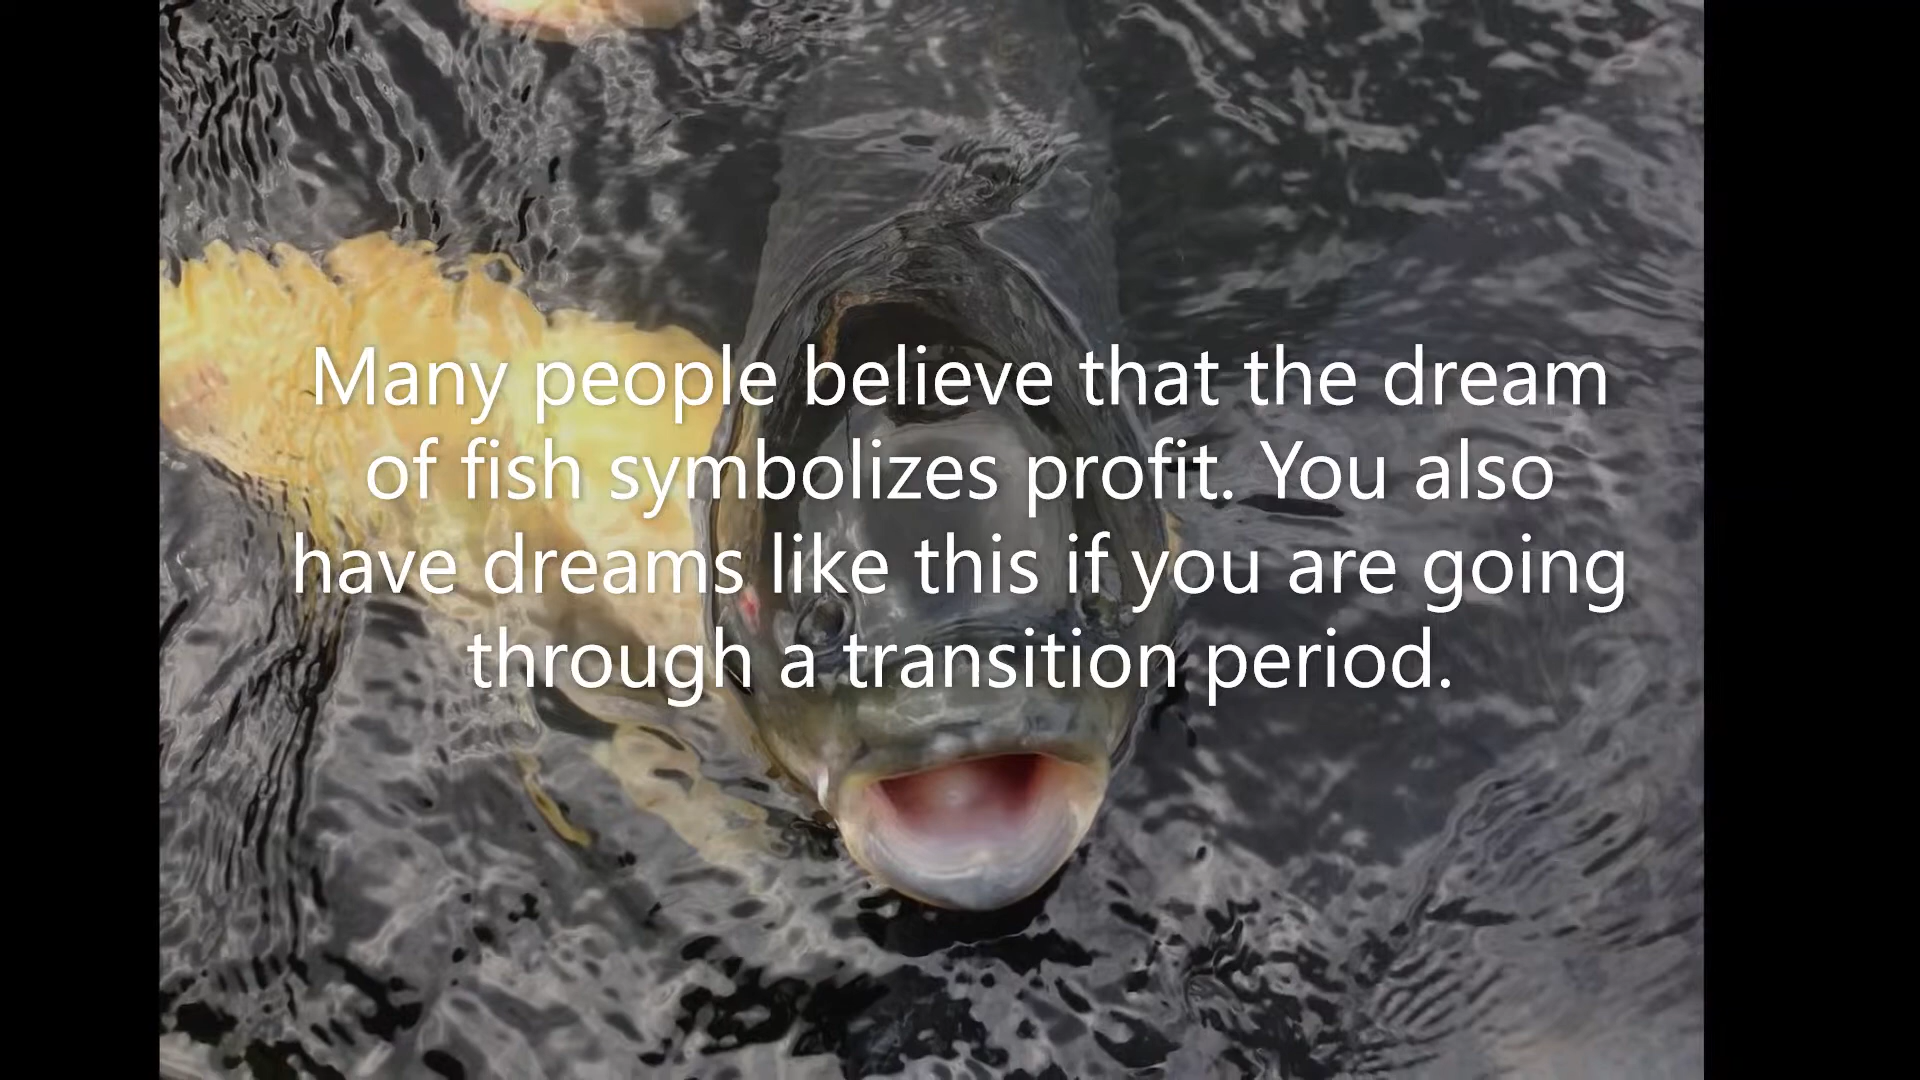 Many people believe that the dream
of fish symbolizes profit. You also
have dreams like this if you are going
through a transition period.